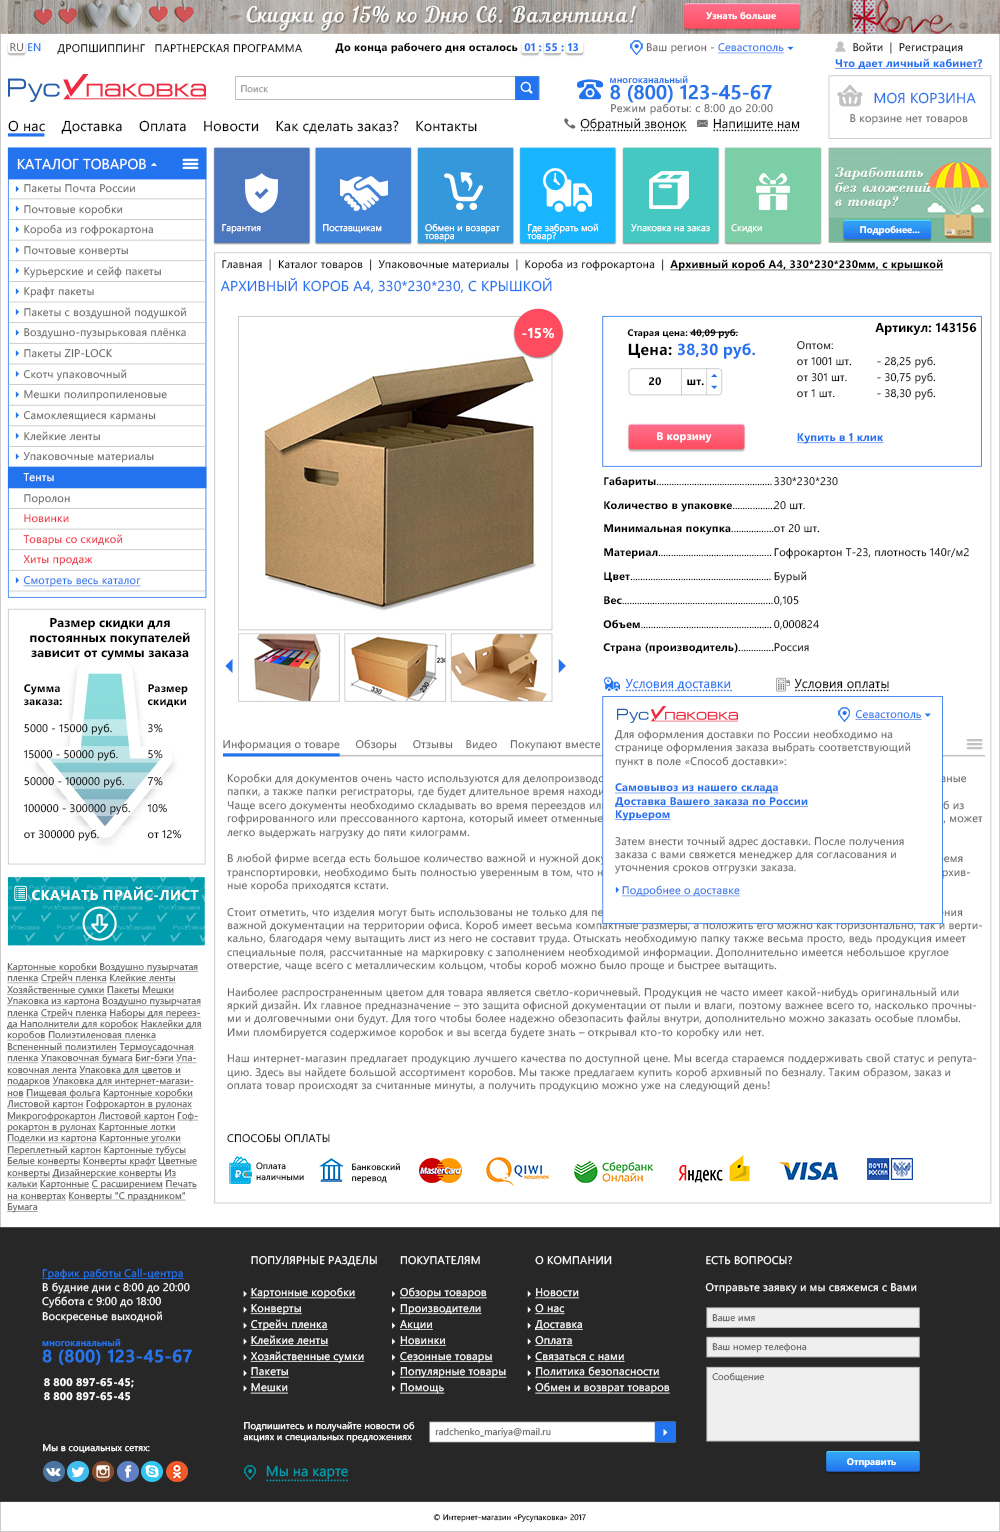 Скидки до 15% ко Дню Св. Валентина!
Узнать больше
love
RU EN
ДРОПШИППИНГ ПАРТНЕРСКАЯ ПРОГРАММА
До конца рабочего дня осталось 01 : 55 : 13
Ваш регион - Севастополь
Войти | Регистрация
Что дает личный кабинет?
РусУпаковка
Поиск
многоканальный
8 (800) 123-45-67
Режим работы: с 8:00 до 20:00
Обратный звонок
Напишите нам
МОЯ КОРЗИНА
В корзине нет товаров
О нас Доставка Оплата Новости Как сделать заказ? Контакты
КАТАЛОГ ТОВАРОВ
Пакеты Почта России
Почтовые коробки
Короба из гофрокартона
Почтовые конверты
Курьерские и сейф пакеты
Крафт пакеты
Пакеты с воздушной подушкой
Воздушно-пузырьковая плёнка
Пакеты ZIP-LOCK
Скотч упаковочный
Мешки полипропиленовые
Самоклеящиеся карманы
Клейкие ленты
Упаковочные материалы
Тенты
Поролон
Новинки
Товары со скидкой
Хиты продаж
Смотреть весь каталог
Гарантия
Поставщикам
Обмен и возврат
товара
Где забрать мой
товар?
Упаковка на заказ
Скидки
Заработать
без вложений
в товар?
Подробнее...
Главная | Каталог товаров | Упаковочные материалы | Короба из гофрокартона | Архивный короб А4, 330*230*230мм, с крышкой
АРХИВНЫЙ КОРОБ А4, 330*230*230, С КРЫШКОЙ
-15%
330
230
230
Старая цена: 40,09 руб.
Цена: 38,30 руб.
20 шт.
В корзину
Артикул: 143156
Оптом:
от 1001 шт. - 28,25 руб.
от 301 шт. - 30,75 руб.
от 1 шт. - 38,30 руб.
Купить в 1 клик
Габариты 330*230*230
Количество в упаковке 20 шт.
Минимальная покупка от 20 шт.
Материал Гофрокартон Т-23, плотность 140г/м2
Цвет Бурый
Вес 0,105
Объем 0,000824
Страна (производитель) Россия
Условия доставки
Условия оплаты
РусУпаковка
Севастополь
Для оформления доставки по России необходимо на
странице оформления заказа выбрать соответствующий
пункт в поле «Способ доставки»:
Самовывоз из нашего склада
Доставка Вашего заказа по России
Курьером
Затем внести точный адрес доставки. После получения
заказа с вами свяжется менеджер для согласования и
уточнения сроков отгрузки заказа.
Подробнее о доставке
Размер скидки для
постоянных покупателей
зависит от суммы заказа
Сумма
заказа:
Размер
скидки
5000 - 15000 руб. 3%
15000 - 50000 руб. 5%
50000 - 100000 руб. 7%
100000 - 300000 руб. 10%
от 300000 руб. от 12%
СКАЧАТЬ ПРАЙС-ЛИСТ
Картонные коробки Воздушно пузырчатая
пленка Стрейч пленка Клейкие ленты
Хозяйственные сумки Пакеты Мешки
Упаковка из картона Воздушно пузырчатая
пленка Стрейч пленка Наборы для переез-
да Наполнители для коробок Наклейки для
коробов Полиэтиленовая пленка
Вспененный полиэтилен Термоусадочная
пленка Упаковочная бумага Биг-бэги Упа-
ковочная лента Упаковка для цветов и
подарков Упаковка для интернет-магази-
нов Пищевая фольга Картонные коробки
Листовой картон Гофрокартон в рулонах
Микрогофрокартон Листовой картон Гоф-
рокартон в рулонах Картонные лотки
Поделки из картона Картонные уголки
Переплетный картон Картонные тубусы
Белые конверты Конверты крафт Цветные
конверты Дизайнерские конверты Из
кальки Картонные С расширением Печать
на конвертах Конверты "С праздником"
Бумага
Информация о товаре Обзоры Отзывы Видео Покупают вместе
Коробки для документов очень часто используются для делопроизво вные
папки, а также папки регистраторы, где будет длительное время находи
Чаще всего документы необходимо складывать во время переездов ил б из
гофрированного или прессованного картона, который имеет отменные , может
легко выдержать нагрузку до пяти килограмм.
В любой фирме всегда есть большое количество важной и нужной доку емя
транспортировки, необходимо быть полностью уверенным в том, что н рхив-
ные короба приходятся кстати.
Стоит отметить, что изделия могут быть использованы не только для пе ния
важной документации на территории офиса. Короб имеет весьма компактные размеры, а положить его можно как горизонтально, так и верти-
кально, благодаря чему вытащить лист из него не составит труда. Отыскать необходимую папку также весьма просто, ведь продукция имеет
специальные поля, рассчитанные на маркировку с заполнением необходимой информации. Дополнительно имеется небольшое круглое
отверстие, чаще всего с металлическим кольцом, чтобы короб можно было проще и быстрее вытащить.
Наиболее распространенным цветом для товара является светло-коричневый. Продукция не часто имеет какой-нибудь оригинальный или
яркий дизайн. Их главное предназначение – это защита офисной документации от пыли и влаги, поэтому важнее всего то, насколько прочны-
ми и долговечными они будут. Для того чтобы более надежно обезопасить файлы внутри, дополнительно можно заказать особые пломбы.
Ими пломбируется содержимое коробок и вы всегда будете знать – открывал кто-то коробку или нет.
Наш интернет-магазин предлагает продукцию лучшего качества по доступной цене. Мы всегда стараемся поддерживать свой статус и репута-
цию. Здесь вы найдете большой ассортимент коробов. Мы также предлагаем купить короб архивный по безналу. Таким образом, заказ и
оплата товар происходят за считанные минуты, а получить продукцию можно уже на следующий день!
СПОСОБЫ ОПЛАТЫ
Оплата
наличными
Банковский
перевод
MasterCard
QIWI
кошелек
Сбербанк
Онлайн
Яндекс
VISA
ПОЧТА
РОССИИ
График работы Call-центра
В будние дни с 8:00 до 20:00
Суббота с 9:00 до 18:00
Воскресенье выходной
многоканальный
8 (800) 123-45-67
8 800 897-65-45;
8 800 897-65-45
Мы в социальных сетях:
ПОПУЛЯРНЫЕ РАЗДЕЛЫ
Картонные коробки
Конверты
Стрейч пленка
Клейкие ленты
Хозяйственные сумки
Пакеты
Мешки
ПОКУПАТЕЛЯМ
Обзоры товаров
Производители
Акции
Новинки
Сезонные товары
Популярные товары
Помощь
О КОМПАНИИ
Новости
О нас
Доставка
Оплата
Связаться с нами
Политика безопасности
Обмен и возврат товаров
ЕСТЬ ВОПРОСЫ?
Отправьте заявку и мы свяжемся с Вами
Ваше имя
Ваш номер телефона
Сообщение
Отправить
Подпишитесь и получайте новости об
акциях и специальных предложениях
radchenko_mariya@mail.ru
Мы на карте
© Интернет-магазин «Русупаковка» 2017